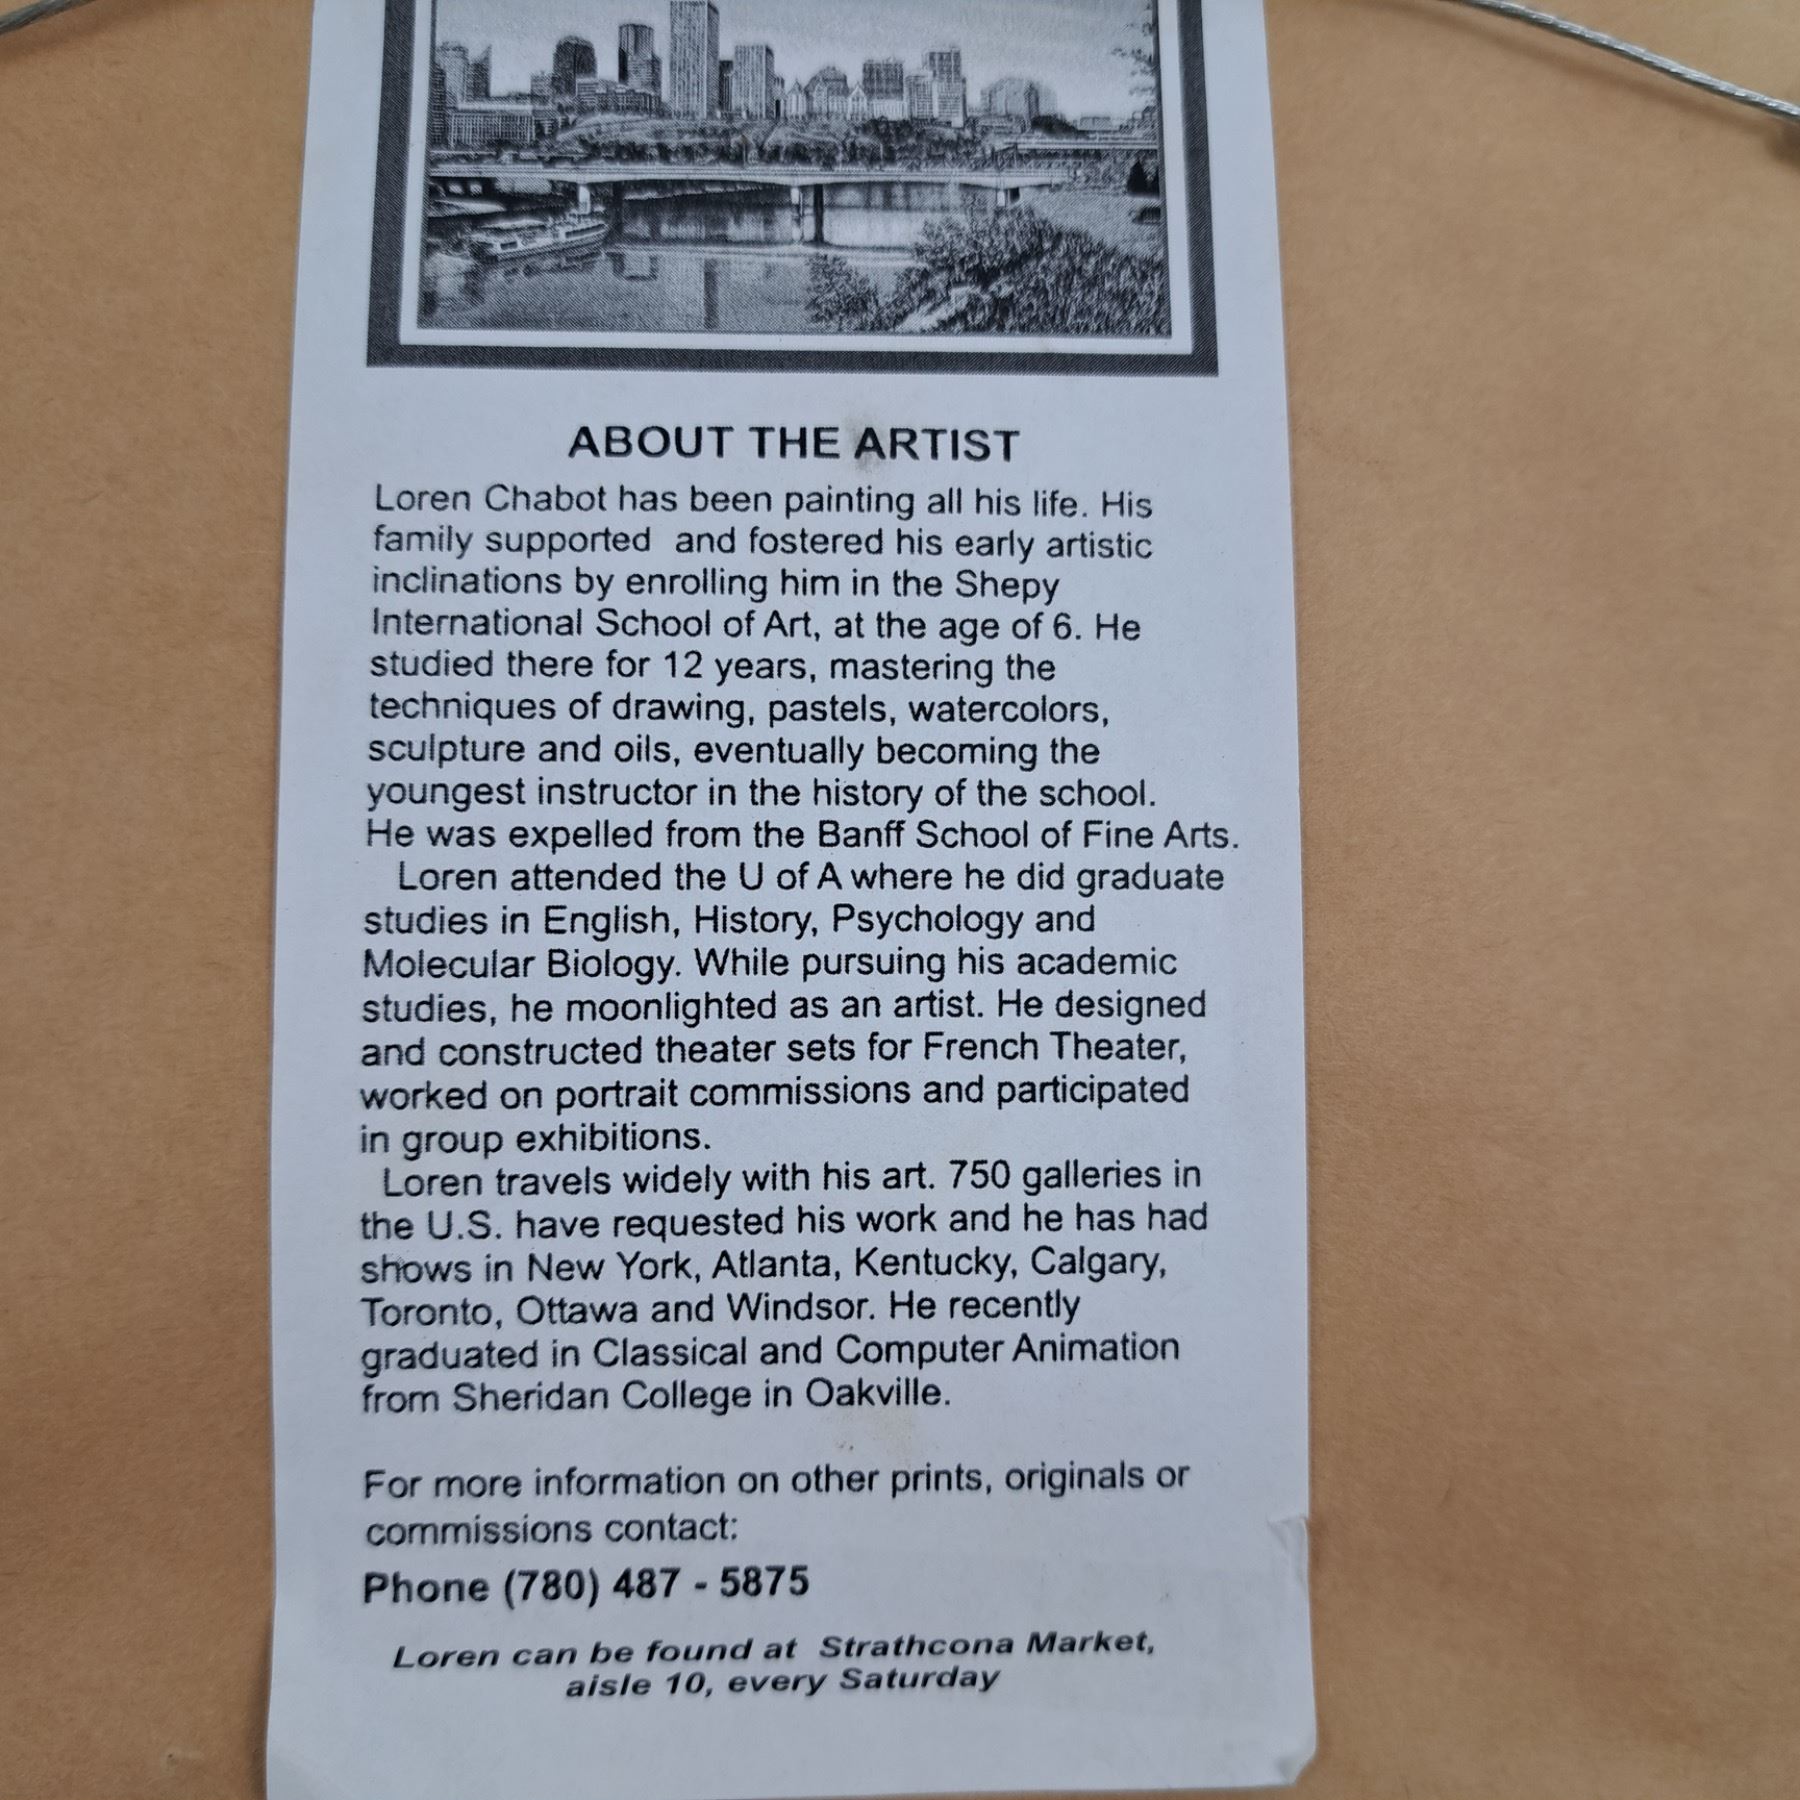 ABOUT THE ARTIST
Loren Chabot has been painting all his life. His
family supported and fostered his early artistic
inclinations by enrolling him in the Shepy
International School of Art, at the age of 6. He
studied there for 12 years, mastering the
techniques of drawing, pastels, watercolors,
sculpture and oils, eventually becoming the
youngest instructor in the history of the school.
He was expelled from the Banff School of Fine Arts.
Loren attended the U of A where he did graduate
studies in English, History, Psychology and
Molecular Biology. While pursuing his academic
studies, he moonlighted as an artist. He designed
and constructed theater sets for French Theater,
worked on portrait commissions and participated
in group exhibitions.
Loren travels widely with his art. 750 galleries in
the U.S. have requested his work and he has had
shows in New York, Atlanta, Kentucky, Calgary,
Toronto, Ottawa and Windsor. He recently
graduated in Classical and Computer Animation
from Sheridan College in Oakville.
For more information on other prints, originals or
commissions contact:
Phone (780) 487 - 5875
Loren can be found at Strathcona Market,
aisle 10, every Saturday